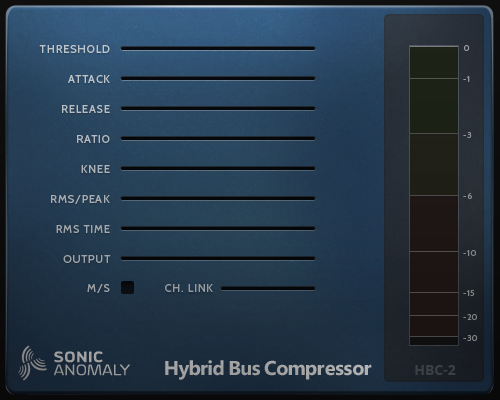 THRESHOLD
ATTACK
RELEASE
RATIO
KNEE
RMS/PEAK
RMS TIME
OUTPUT
M/S CH. LINK
0
-1
-3
-6
-10
-15
-20
-30
SONIC
ANOMALY
Hybrid Bus Compressor
HBC-2